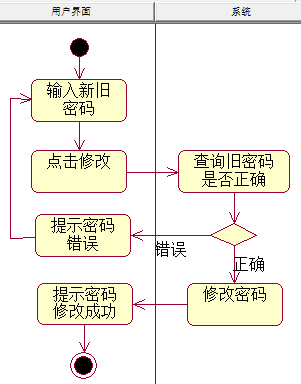 用户界面
系统
输入新旧
密码
点击修改
查询旧密码
是否正确
提示密码
错误
错误
正确
提示密码
修改成功
修改密码